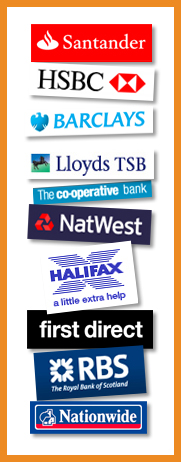 Santander
HSBC
BARCLAYS
Lloyds TSB
The co-operative bank
NatWest
HALIFAX
a little extra help
first direct
RBS
The Royal Bank of Scotland
Nationwide